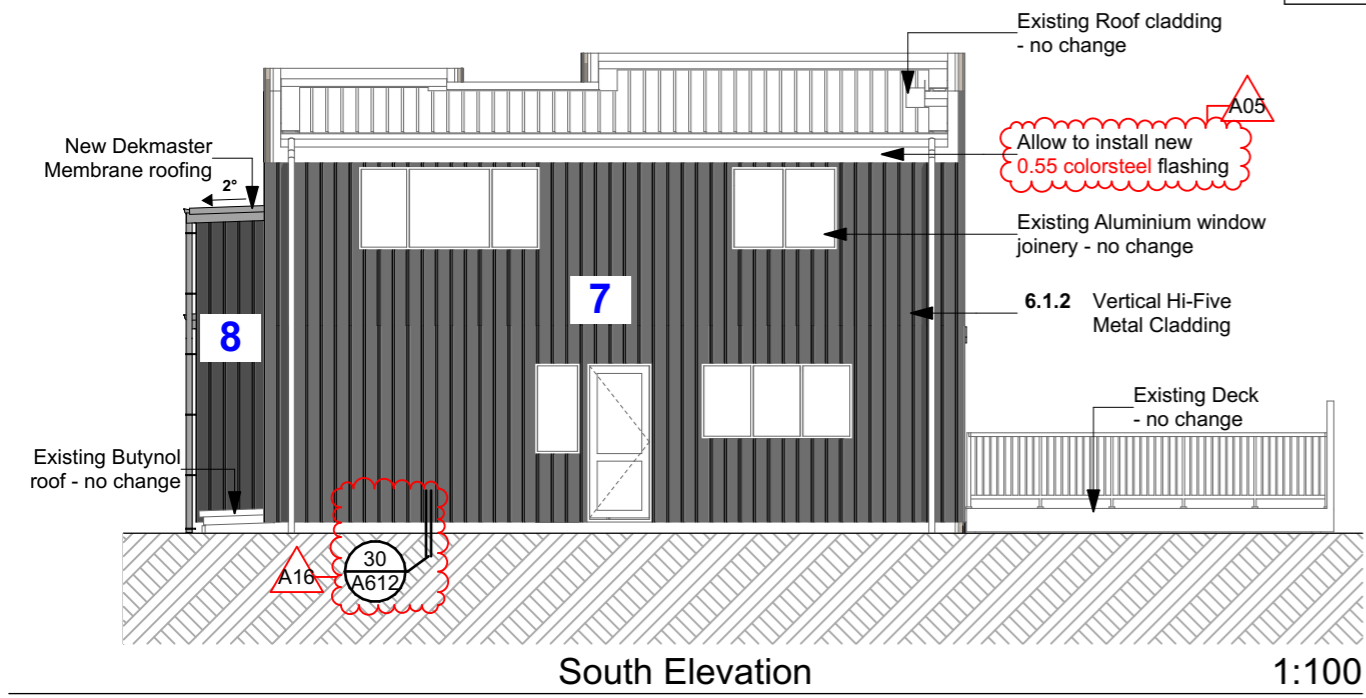 Existing Roof cladding
- no change
A05
Allow to install new
0.55 colorsteel flashing
New Dekmaster
Membrane roofing
2°
Existing Aluminium window
joinery - no change
7
6.1.2 Vertical Hi-Five
Metal Cladding
8
Existing Deck
- no change
Existing Butynol
roof - no change
30
A612
A16
South Elevation
1:100